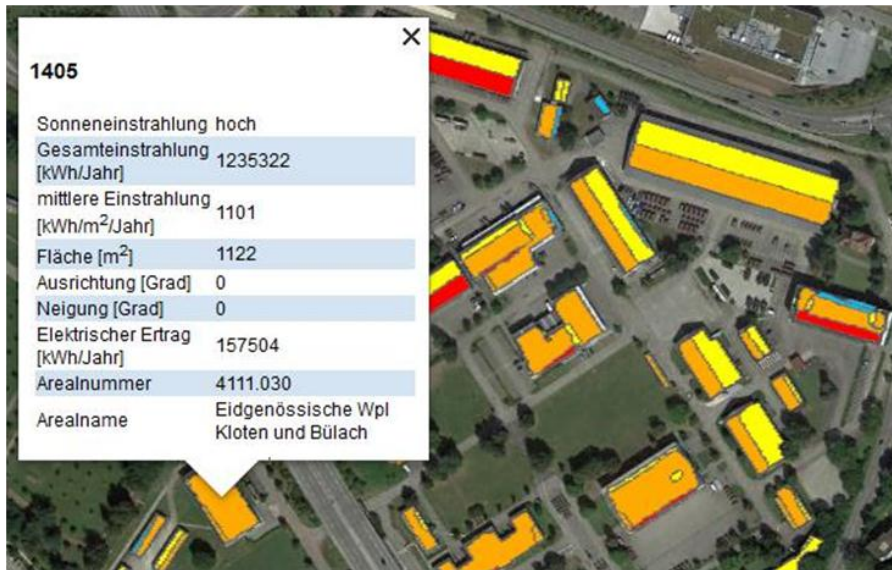 1405
Sonneneinstrahlung hoch
Gesamteinstrahlung
[kWh/Jahr] 1235322
mittlere Einstrahlung
[kWh/m²/Jahr] 1101
Fläche [m²] 1122
Ausrichtung [Grad] 0
Neigung [Grad] 0
Elektrischer Ertrag
[kWh/Jahr] 157504
Arealnummer 4111.030
Arealname Eidgenössische Wpl
Kloten und Bülach